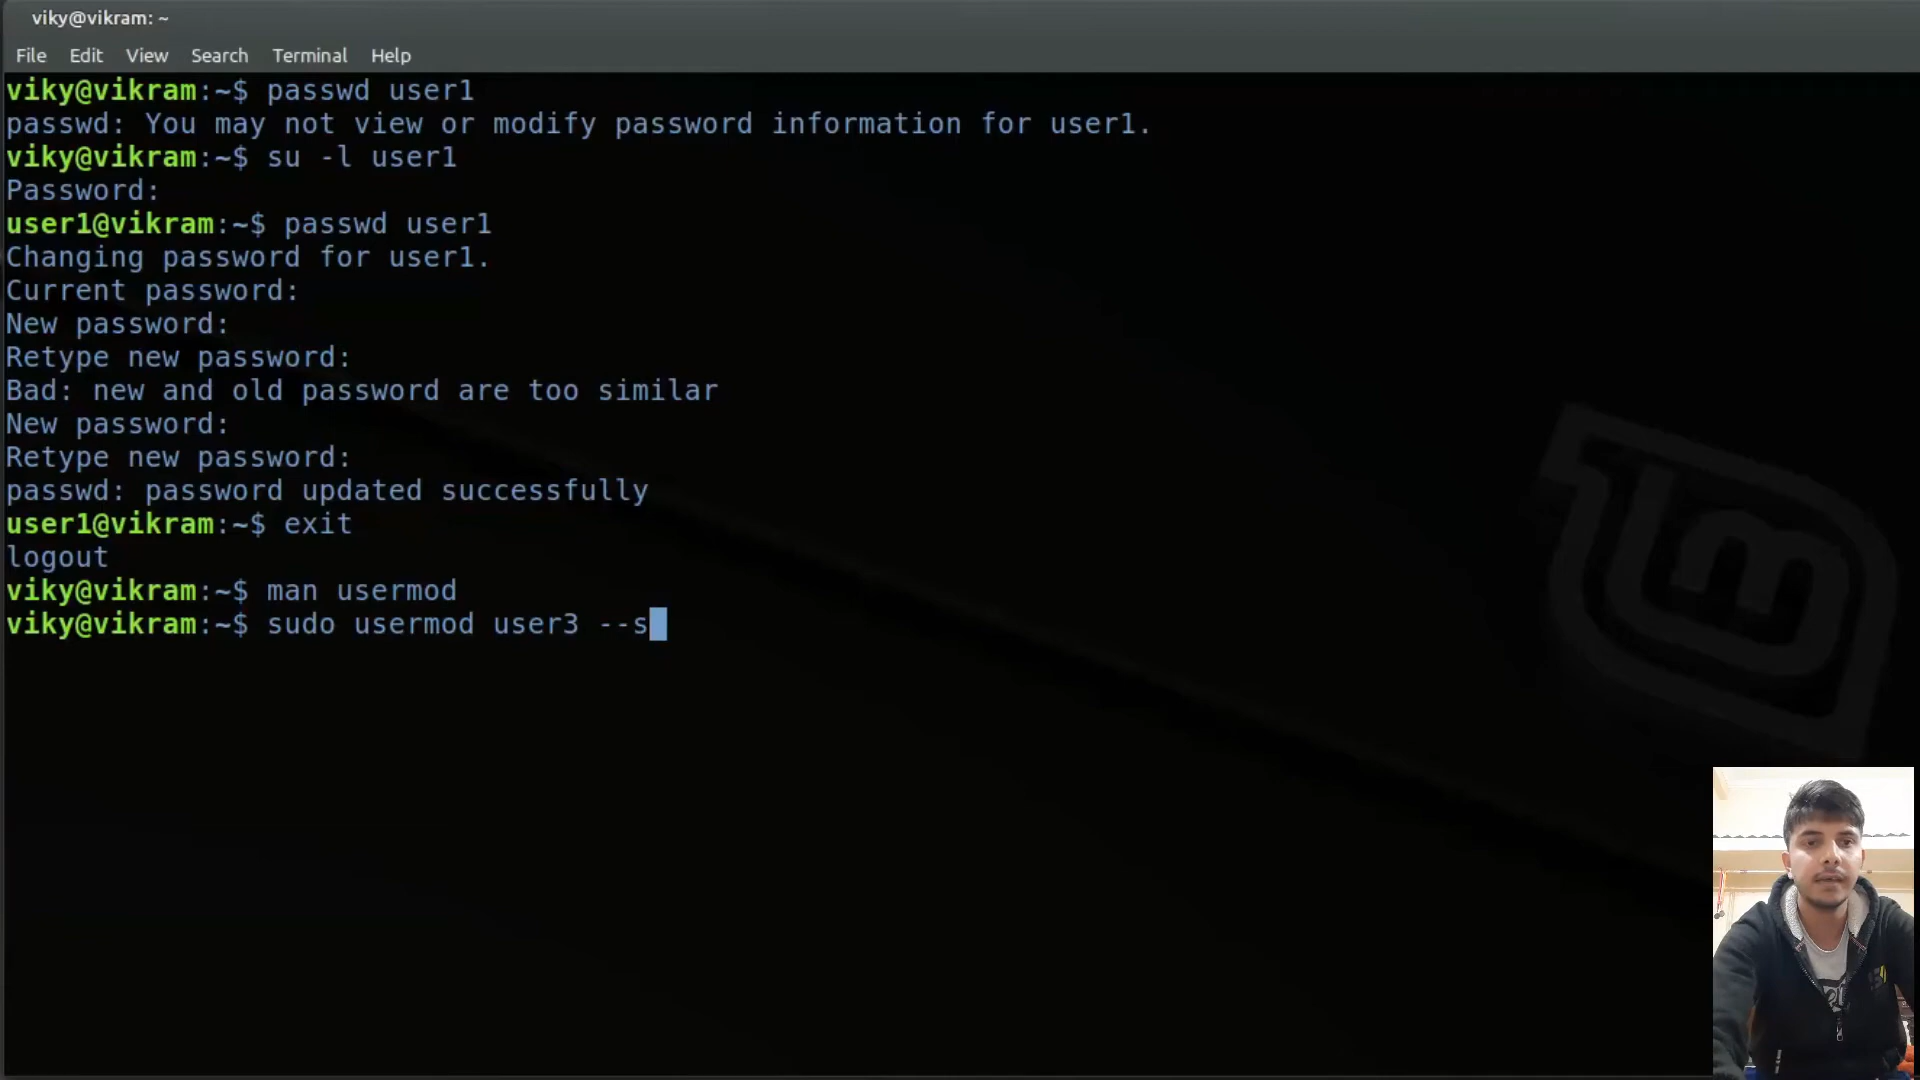 viky@vikram: ~
File Edit View Search Terminal Help
viky@vikram:~$ passwd user1
passwd: You may not view or modify password information for user1.
viky@vikram:~$ su -l user1
Password:
user1@vikram:~$ passwd user1
Changing password for user1.
Current password:
New password:
Retype new password:
Bad: new and old password are too similar
New password:
Retype new password:
passwd: password updated successfully
user1@vikram:~$ exit
logout
viky@vikram:~$ man usermod
viky@vikram:~$ sudo usermod user3 --s